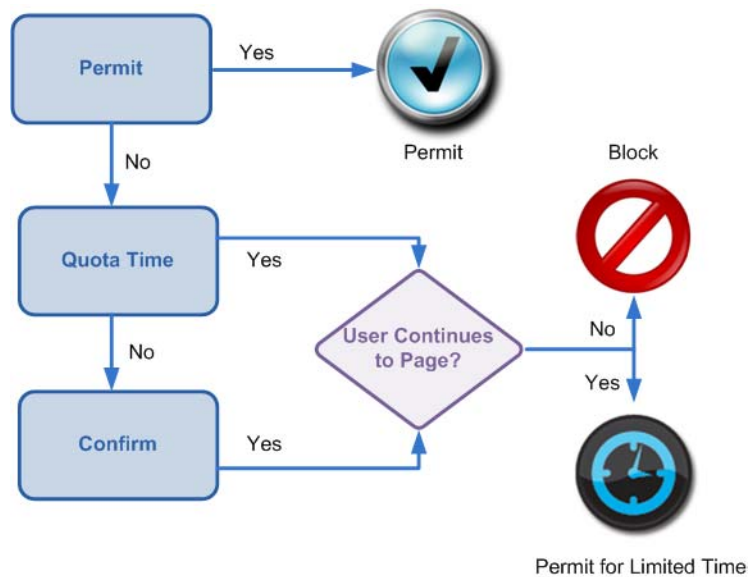 Permit
Yes
Permit
No
Block
Quota Time
Yes
User Continues
to Page?
No
No
Yes
Confirm
Yes
Permit for Limited Time